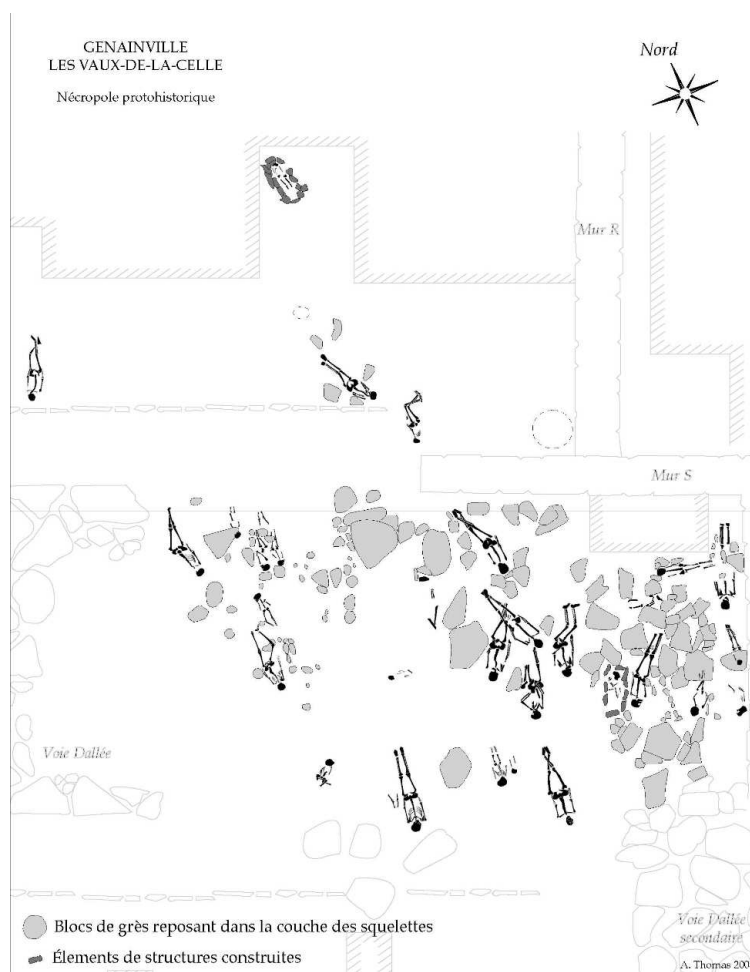 GENAINVILLE
LES VAUX-DE-LA-CELLE
Nécropole protohistorique
Nord
Mur R
Mur S
Voie Dallée
Blocs de grès reposant dans la couche des squelettes
Élements de structures construites
Voie Dallée
secondaire
A. Thomas 200